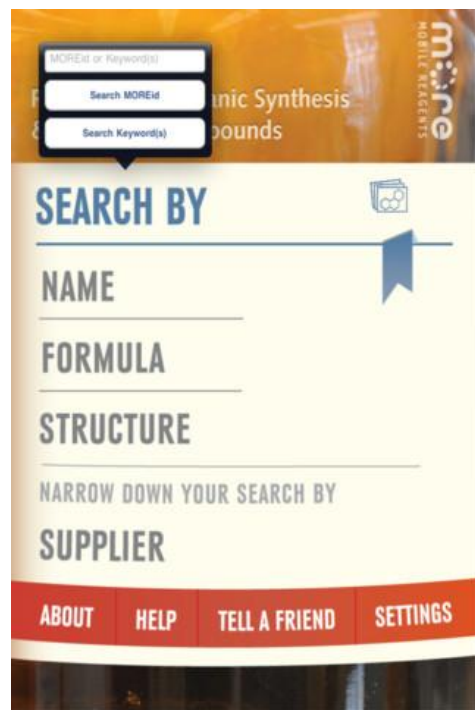 MOREid or Keyword(s)
Search MOREid
Search Keyword(s)
anic Synthesis
& pounds
more
MOBILE REAGENTS
SEARCH BY
NAME
FORMULA
STRUCTURE
NARROW DOWN YOUR SEARCH BY
SUPPLIER
ABOUT HELP TELL A FRIEND SETTINGS